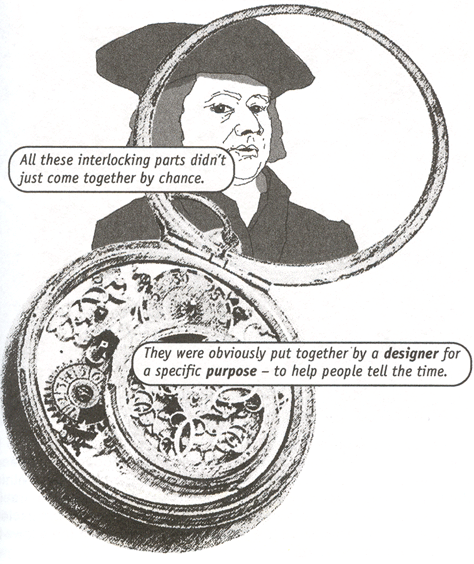 All these interlocking parts didn't
just come together by chance.
They were obviously put together by a designer for
a specific purpose – to help people tell the time.